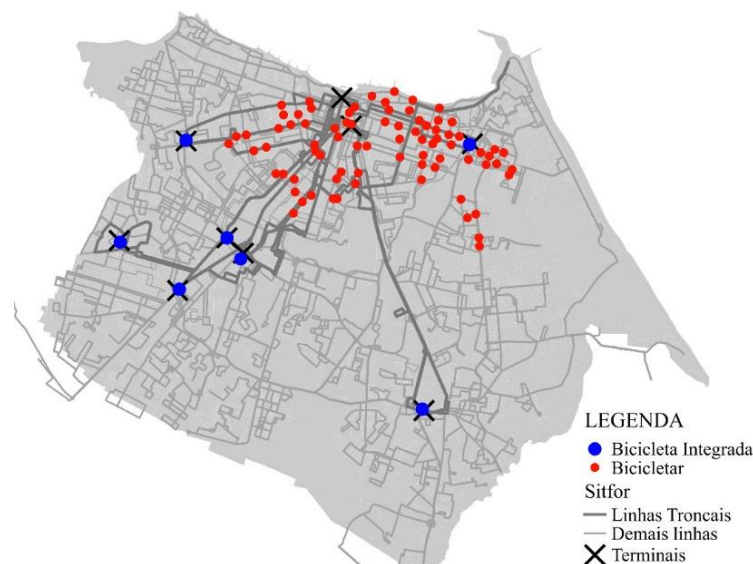 LEGENDA
Bicicleta Integrada
Bicicletar
Sitfor
Linhas Troncais
Demais linhas
Terminais